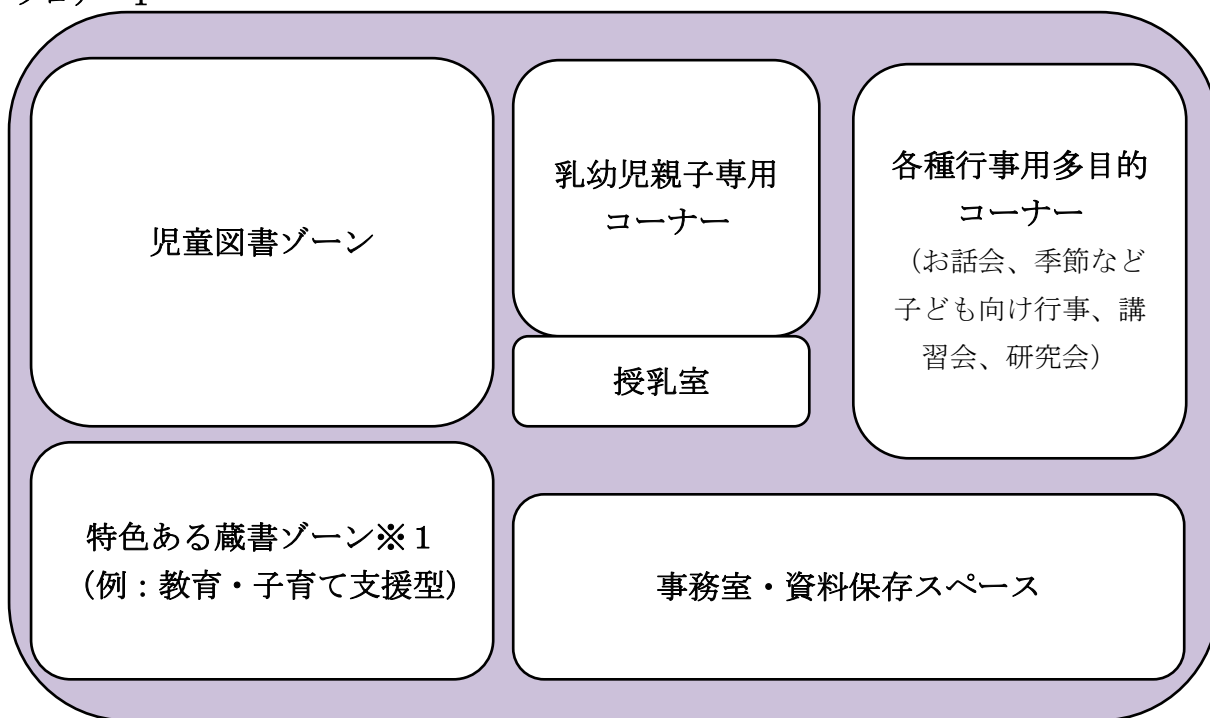 児童図書ゾーン
乳幼児親子専用
コーナー
授乳室
各種行事用多目的
コーナー
（お話会、季節など
子ども向け行事、講
習会、研究会）
特色ある蔵書ゾーン※１
（例：教育・子育て支援型）
事務室・資料保存スペース